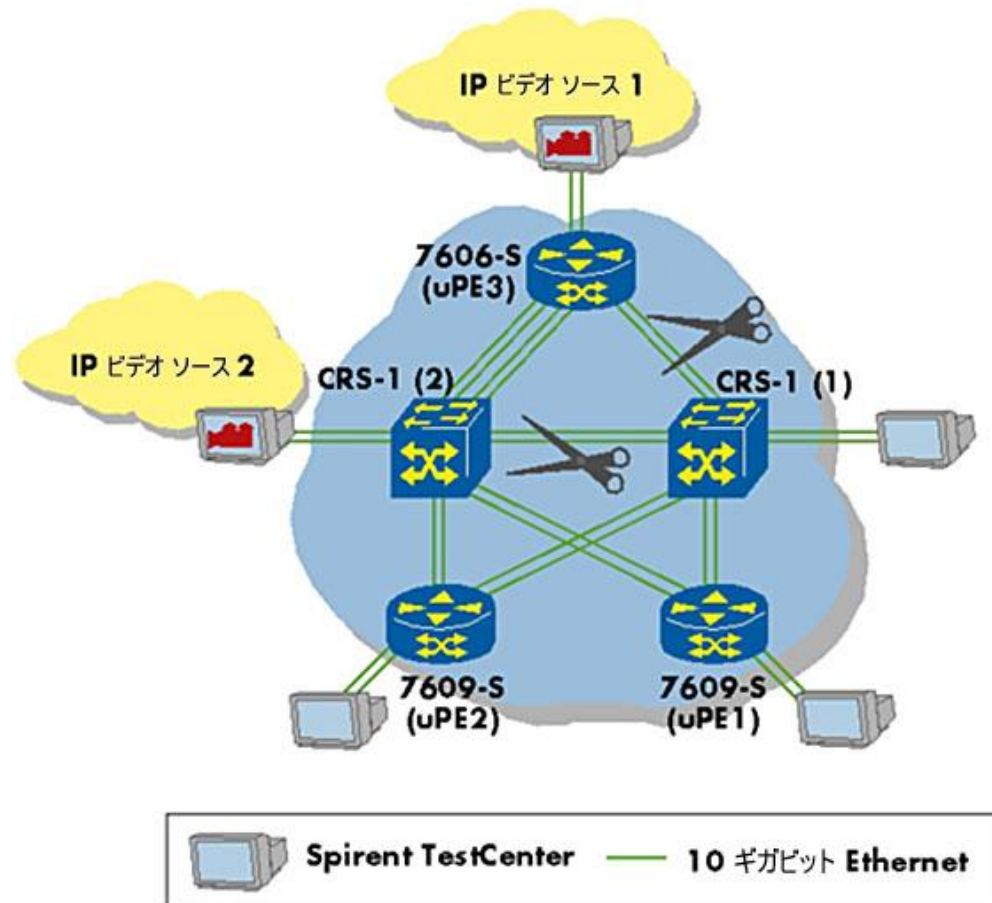 IP ビデオ ソース 1
7606-S
(uPE3)
IP ビデオ ソース 2
CRS-1 (2)
CRS-1 (1)
7609-S
(uPE2)
7609-S
(uPE1)
Spirent TestCenter
10 ギガビット Ethernet